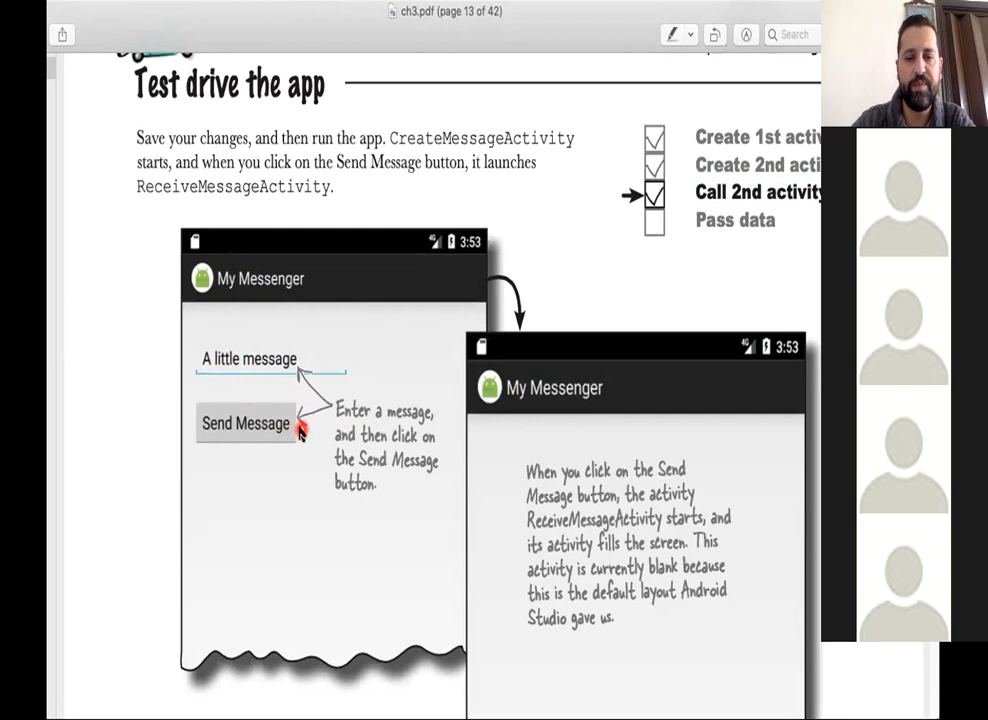 ch3.pdf (page 13 of 42)
Search
Test drive the app
Save your changes, and then run the app. CreateMessageActivity
starts, and when you click on the Send Message button, it launches
ReceiveMessageActivity.
Create 1st activ
Create 2nd acti
Call 2nd activity
Pass data
4G 3:53
My Messenger
A little message
Send Message
Enter a message,
and then click on
the Send Message
button.
4G 3:53
My Messenger
When you click on the Send
Message button, the activity
ReceiveMessageActivity starts, and
its activity fills the screen. This
activity is currently blank because
this is the default layout Android
Studio gave us.